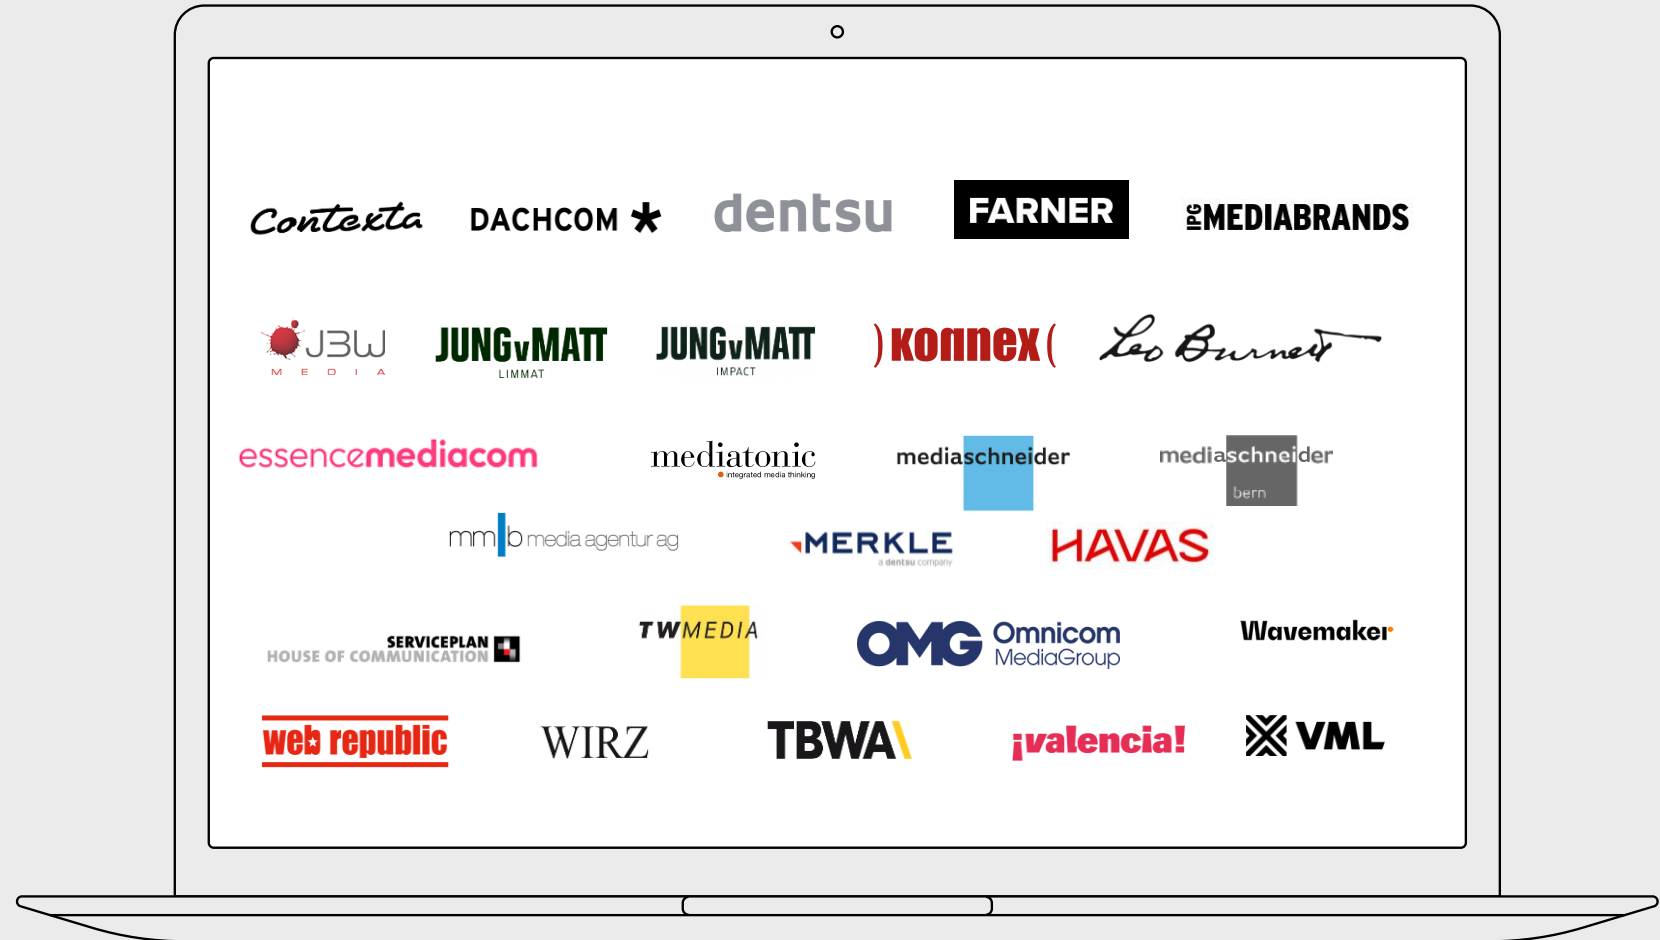 Contexta
DACHCOM
dentsu
FARNER
IPG MEDIABRANDS
J3W
MEDIA
JUNGvMATT
LIMMAT
JUNGvMATT
IMPACT
)konnex(
Leo Burnett
essencemediacom
mediatonic
integrated media thinking
mediaschneider
mediaschneider
bern
mmb media agentur ag
MERKLE
a dentsu company
HAVAS
SERVICEPLAN
HOUSE OF COMMUNICATION
TWMEDIA
OMG Omnicom
MediaGroup
Wavemaker
web republic
WIRZ
TBWA\
¡valencia!
VML